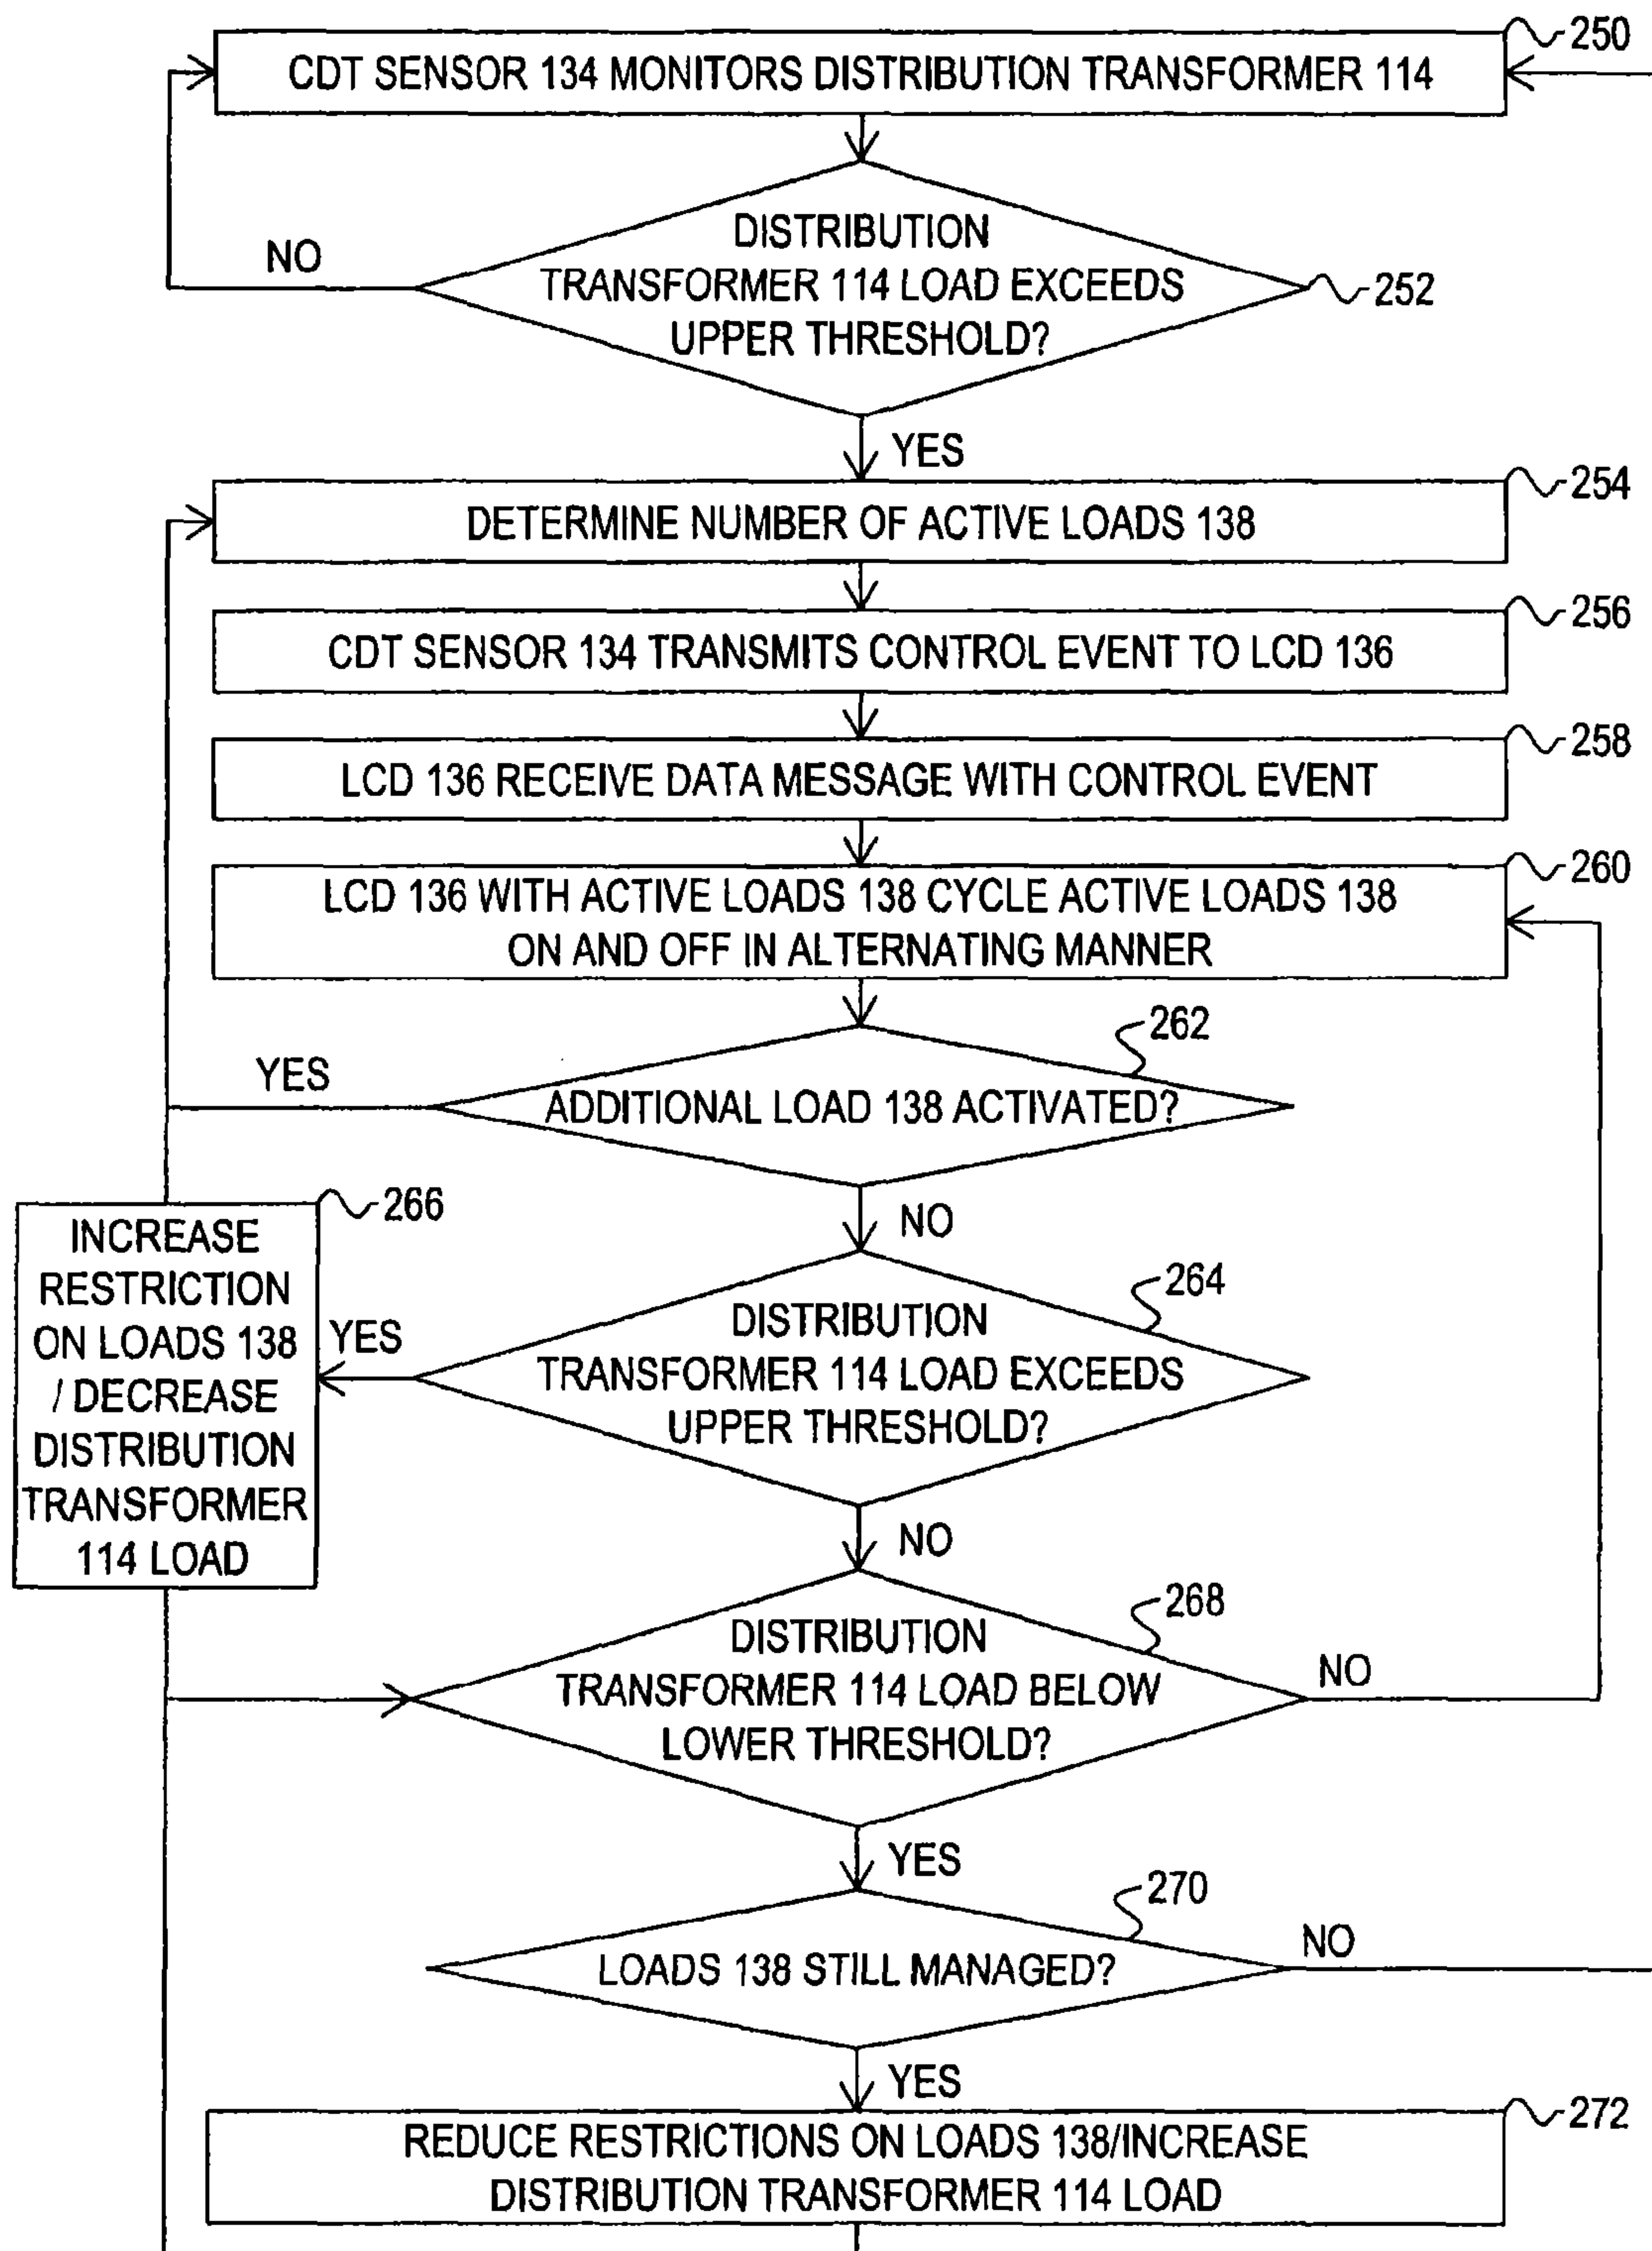 250
CDT SENSOR 134 MONITORS DISTRIBUTION TRANSFORMER 114
DISTRIBUTION
TRANSFORMER 114 LOAD EXCEEDS
UPPER THRESHOLD?
252
NO
YES
254
DETERMINE NUMBER OF ACTIVE LOADS 138
256
CDT SENSOR 134 TRANSMITS CONTROL EVENT TO LCD 136
258
LCD 136 RECEIVE DATA MESSAGE WITH CONTROL EVENT
260
LCD 136 WITH ACTIVE LOADS 138 CYCLE ACTIVE LOADS 138
ON AND OFF IN ALTERNATING MANNER
262
YES
ADDITIONAL LOAD 138 ACTIVATED?
NO
266
INCREASE
RESTRICTION
ON LOADS 138
/ DECREASE
DISTRIBUTION
TRANSFORMER
114 LOAD
YES
264
DISTRIBUTION
TRANSFORMER 114 LOAD EXCEEDS
UPPER THRESHOLD?
NO
268
DISTRIBUTION
TRANSFORMER 114 LOAD BELOW
LOWER THRESHOLD?
NO
YES
270
LOADS 138 STILL MANAGED?
NO
YES
272
REDUCE RESTRICTIONS ON LOADS 138/INCREASE
DISTRIBUTION TRANSFORMER 114 LOAD